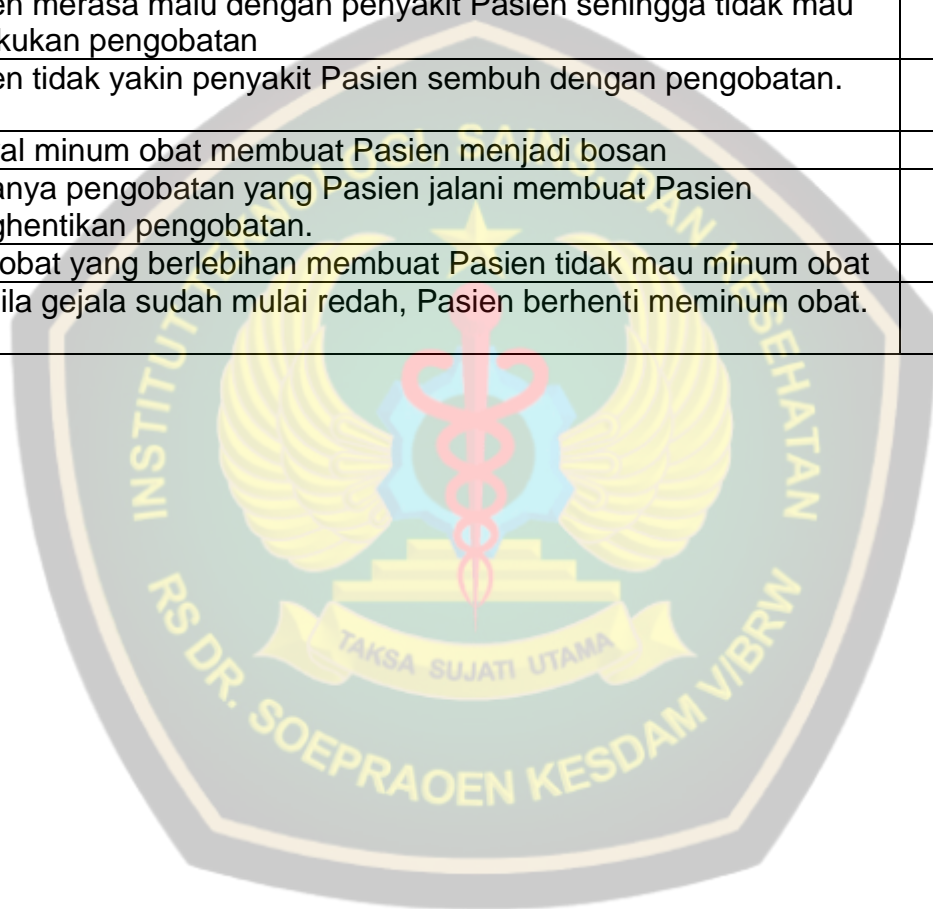 en merasa malu dengan penyakit Pasien sehingga tidak mau
kukan pengobatan
en tidak yakin penyakit Pasien sembuh dengan pengobatan.
al minum obat membuat Pasien menjadi bosan
anya pengobatan yang Pasien jalani membuat Pasien
ghentikan pengobatan.
obat yang berlebihan membuat Pasien tidak mau minum obat
ila gejala sudah mulai redah, Pasien berhenti meminum obat.
INSTITUT TEKNOLOGI, SAINS, DAN KESEHATAN
TAKSA SUJATI UTAMA
RS DR. SOEPRAOEN KESDAM V/BRW